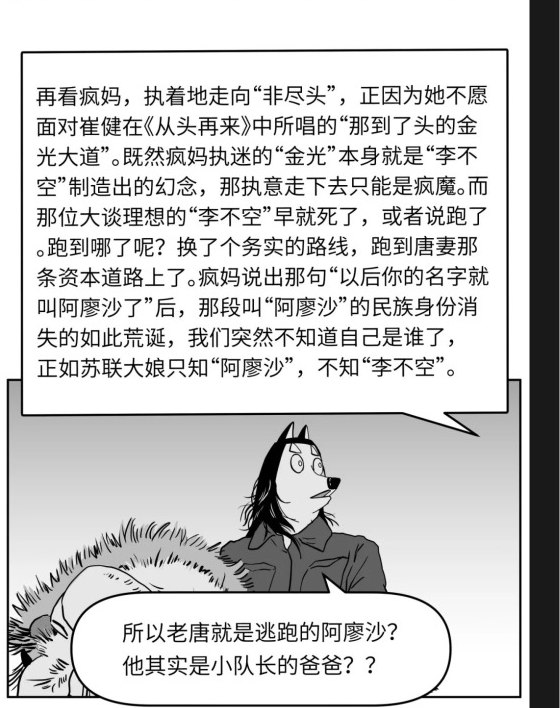 再看疯妈，执着地走向“非尽头”，正因为她不愿
面对崔健在《从头再来》中所唱的“那到了头的金
光大道”。既然疯妈执迷的“金光”本身就是“李不
空”制造出的幻念，那执意走下去只能是疯魔。而
那位大谈理想的“李不空”早就死了，或者说跑了
。跑到哪了呢？换了个务实的路线，跑到唐妻那
条资本道路上了。疯妈说出那句“以后你的名字就
叫阿廖沙了”后，那段叫“阿廖沙”的民族身份消
失的如此荒诞，我们突然不知道自己是谁了，
正如苏联大娘只知“阿廖沙”，不知“李不空”。
所以老唐就是逃跑的阿廖沙？
他其实是小队长的爸爸？？